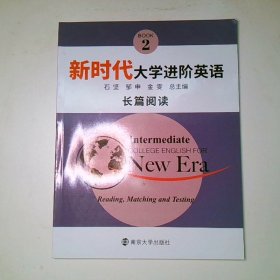 BOOK
2
新时代大学进阶英语
石坚 邹申 金雯 总主编
长篇阅读
Intermediate
COLLEGE ENGLISH FOR
New Era
Reading, Matching and Testing
南京大学出版社